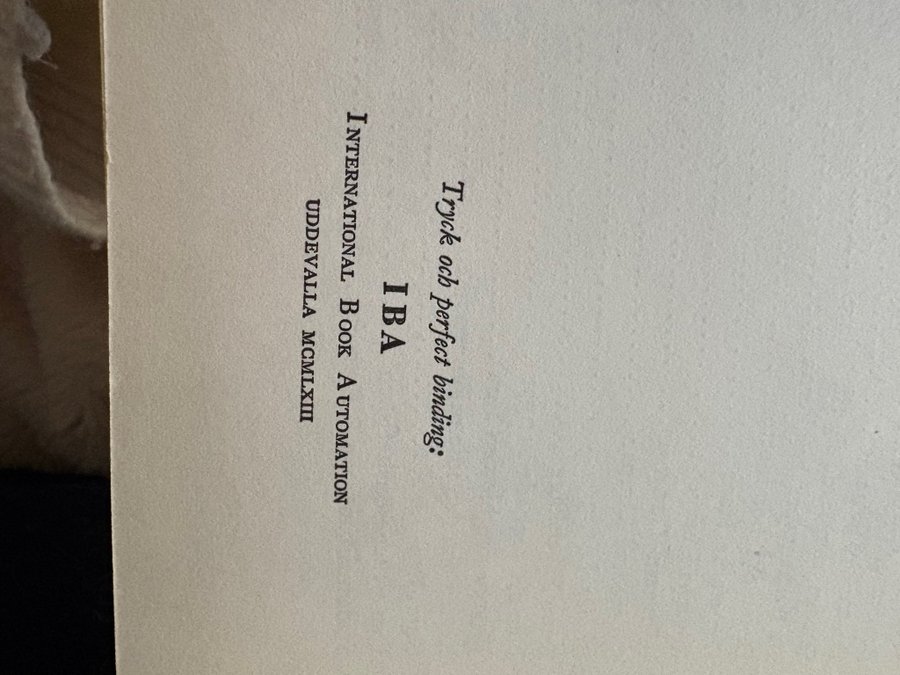 Tryck och perfect binding:
IBA
INTERNATIONAL BOOK AUTOMATION
UDDEVALLA MCMLXIII